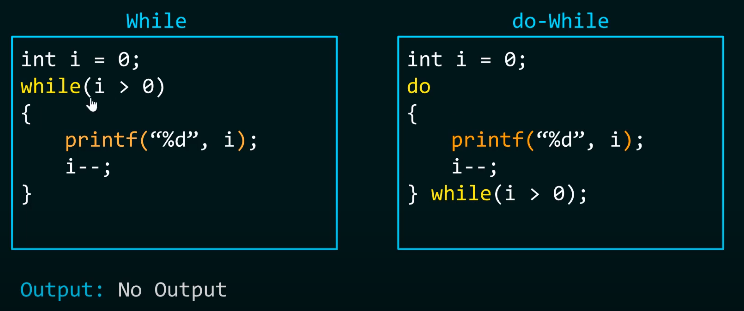 While
int i = 0;
while(i > 0)
{
printf(“%d”, i);
i--;
}
do-While
int i = 0;
do
{
printf(“%d”, i);
i--;
} while(i > 0);
Output: No Output